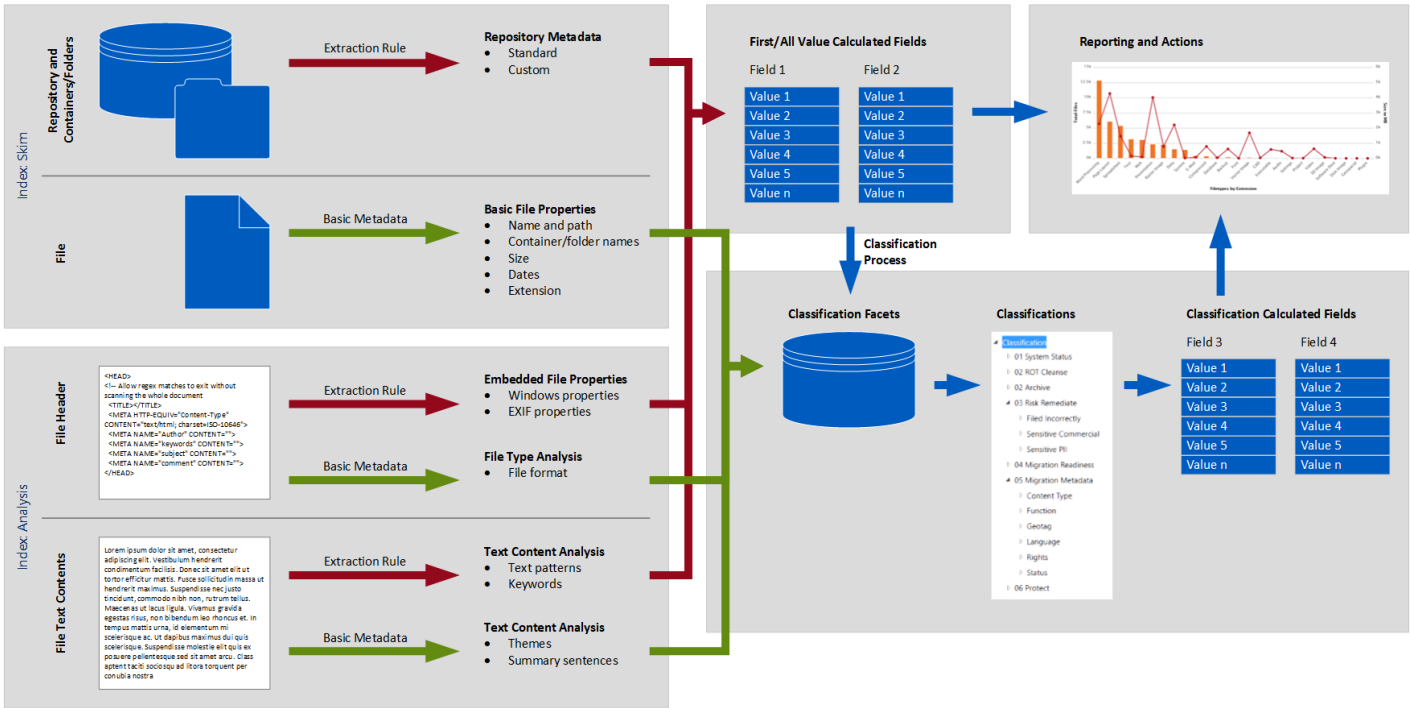 Index: Skim
Repository and
Containers/Folders
Extraction Rule
Repository Metadata
● Standard
● Custom
File
Basic Metadata
Basic File Properties
● Name and path
● Container/folder names
● Size
● Dates
● Extension
Index: Analysis
File Header
<HEAD>
<!-- Allow regex matches to exit without
scanning the whole document
<TITLE></TITLE>
<META HTTP-EQUIV="Content-Type"
CONTENT="text/html; charset=ISO-10646">
<META NAME="Author" CONTENT="">
<META NAME="keywords" CONTENT="">
<META NAME="subject" CONTENT="">
<META NAME="comment" CONTENT="">
</HEAD>
Extraction Rule
Embedded File Properties
● Windows properties
● EXIF properties
Basic Metadata
File Type Analysis
● File format
File Text Contents
Lorem ipsum dolor sit amet, consectetur
adipiscing elit. Vestibulum hendrerit
condimentum facilisis. Donec sit amet elit ut
tortor efficitur mattis. Fusce sollicitudin massa ut
hendrerit maximus. Suspendisse nec justo
tincidunt, commodo nibh non, rutrum tellus.
Maecenas ut lacus ligula. Vivamus gravida
egestas risus, non bibendum leo rhoncus et. In
tempus mattis urna, id elementum mi
scelerisque ac. Ut dapibus maximus dui quis
scelerisque. Suspendisse molestie elit quis ex
posuere pellentesque sed sit amet arcu. Class
aptent taciti sociosqu ad litora torquent per
conubia nostra
Extraction Rule
Text Content Analysis
● Text patterns
● Keywords
Basic Metadata
Text Content Analysis
● Themes
● Summary sentences
First/All Value Calculated Fields
Field 1 Field 2
Value 1 Value 1
Value 2 Value 2
Value 3 Value 3
Value 4 Value 4
Value 5 Value 5
Value n Value n
Reporting and Actions
Total Files
Filetypes by Extension
Classification
Process
Classification Facets
Classifications
Classification
01 System Status
02 ROT Cleanse
02 Archive
03 Risk Remediate
Filed Incorrectly
Sensitive Commercial
Sensitive PII
04 Migration Readiness
05 Migration Metadata
Content Type
Function
Geotag
Language
Rights
Status
06 Protect
Classification Calculated Fields
Field 3 Field 4
Value 1 Value 1
Value 2 Value 2
Value 3 Value 3
Value 4 Value 4
Value 5 Value 5
Value n Value n